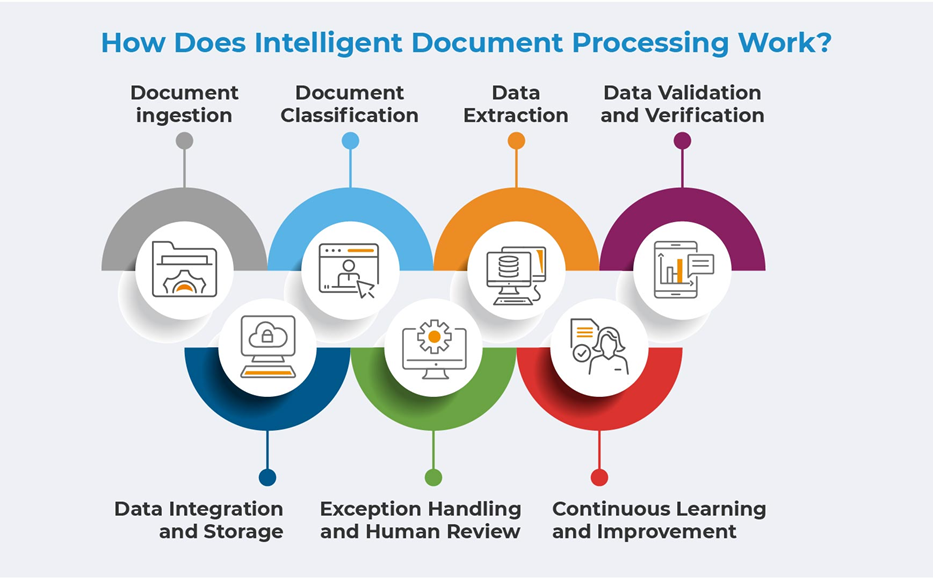 How Does Intelligent Document Processing Work?
Document
ingestion
Document
Classification
Data
Extraction
Data Validation
and Verification
Data Integration
and Storage
Exception Handling
and Human Review
Continuous Learning
and Improvement